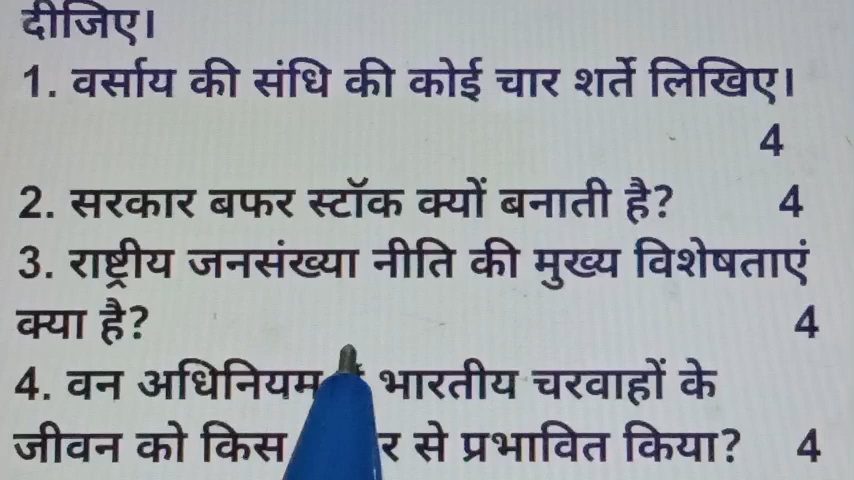 दीजिए।
1. वर्साय की संधि की कोई चार शर्ते लिखिए।
4
2. सरकार बफर स्टॉक क्यों बनाती है? 4
3. राष्ट्रीय जनसंख्या नीति की मुख्य विशेषताएं
क्या है? 4
4. वन अधिनियम भारतीय चरवाहों के
जीवन को किस से प्रभावित किया? 4